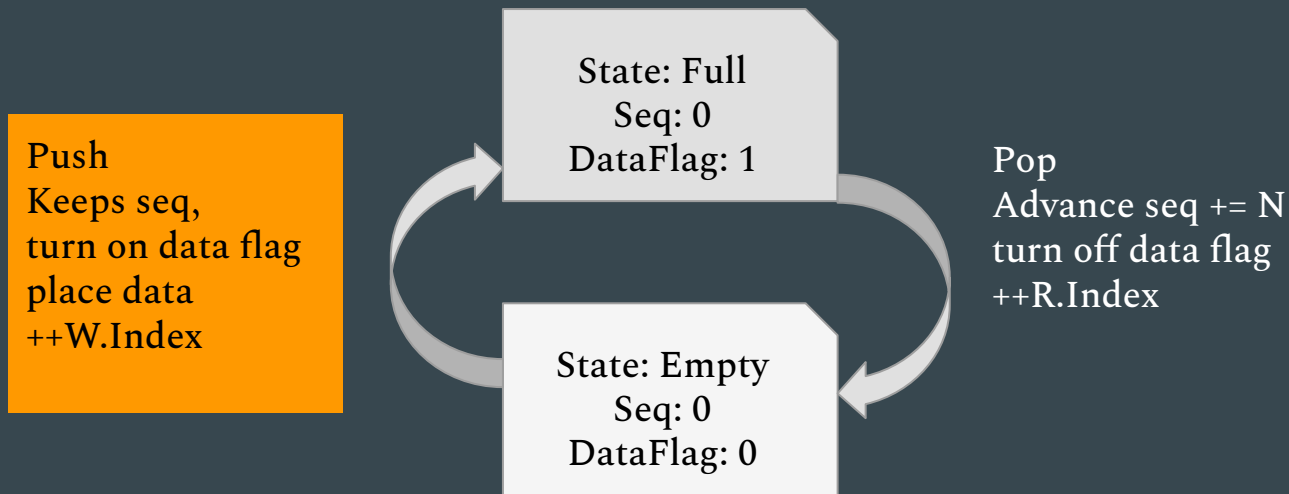 State: Full
Seq: 0
DataFlag: 1
Push
Keeps seq,
turn on data flag
place data
++W.Index
Pop
Advance seq += N
turn off data flag
++R.Index
State: Empty
Seq: 0
DataFlag: 0